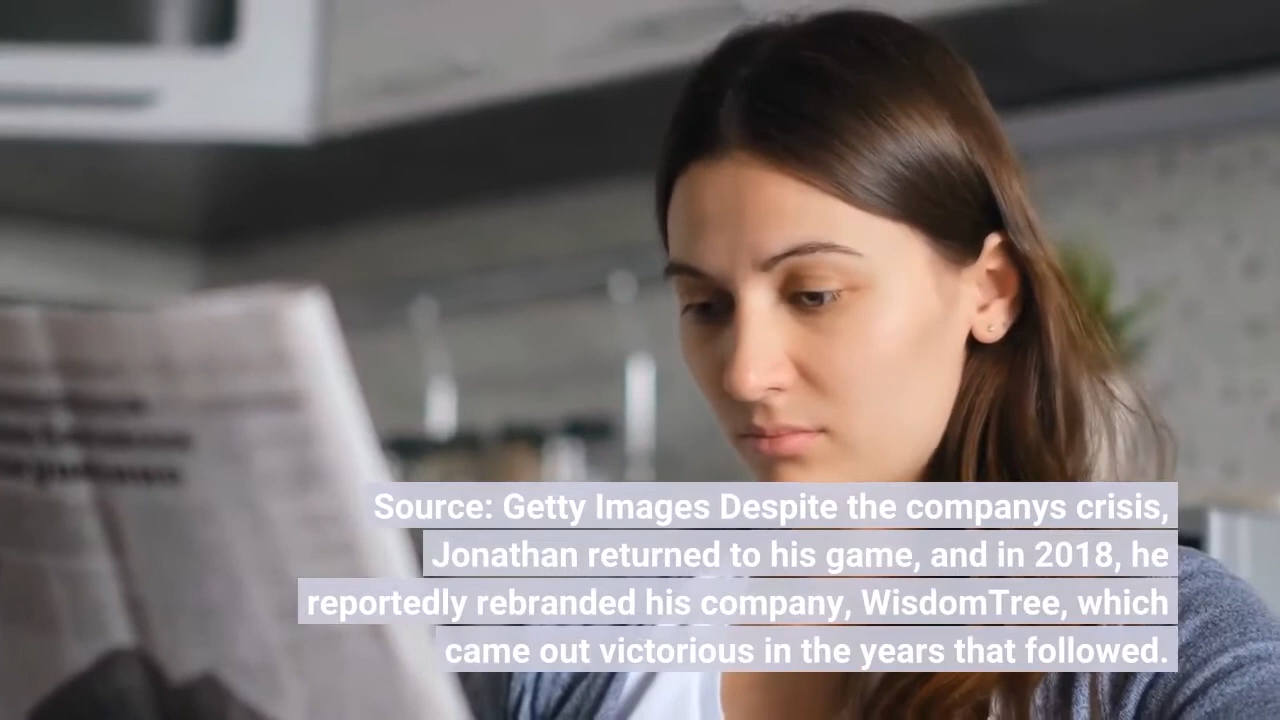 Source: Getty Images Despite the companys crisis,
Jonathan returned to his game, and in 2018, he
reportedly rebranded his company, WisdomTree, which
came out victorious in the years that followed.